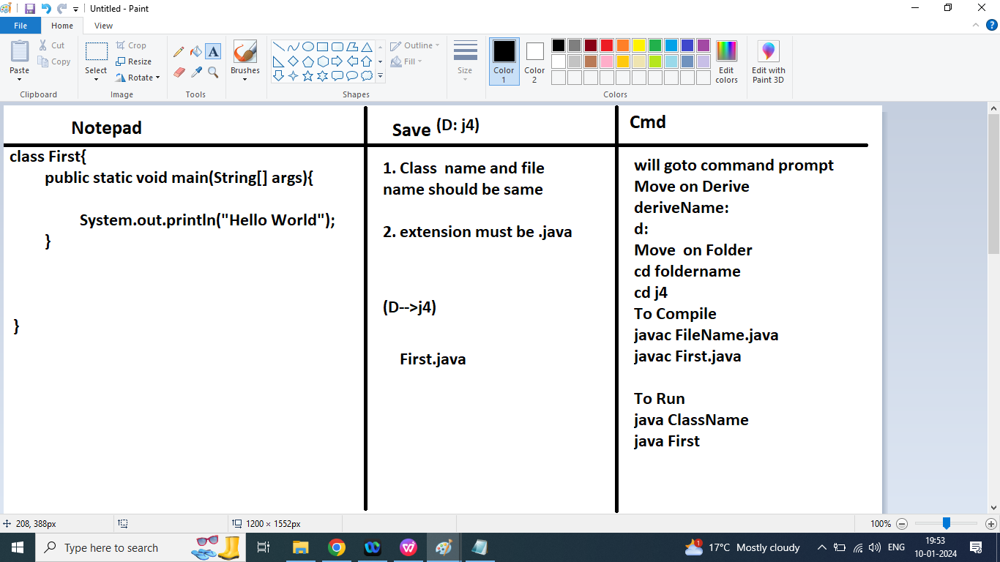 Untitled - Paint
File
Home
View
Paste
Cut
Copy
Clipboard
Select
Crop
Resize
Rotate
Image
A
Tools
Brushes
Shapes
Outline
Fill
Size
Color 1
Color 2
Colors
Edit colors
Edit with Paint 3D
Notepad
class First{
public static void main(String[] args){
System.out.println("Hello World");
}
}
Save (D: j4)
1. Class name and file
name should be same
2. extension must be .java
(D-->j4)
First.java
Cmd
will goto command prompt
Move on Derive
deriveName:
d:
Move on Folder
cd foldername
cd j4
To Compile
javac FileName.java
javac First.java
To Run
java ClassName
java First
208, 388px
1200 × 1552px
100%
Type here to search
1
17°C Mostly cloudy
ENG
19:53
10-01-2024